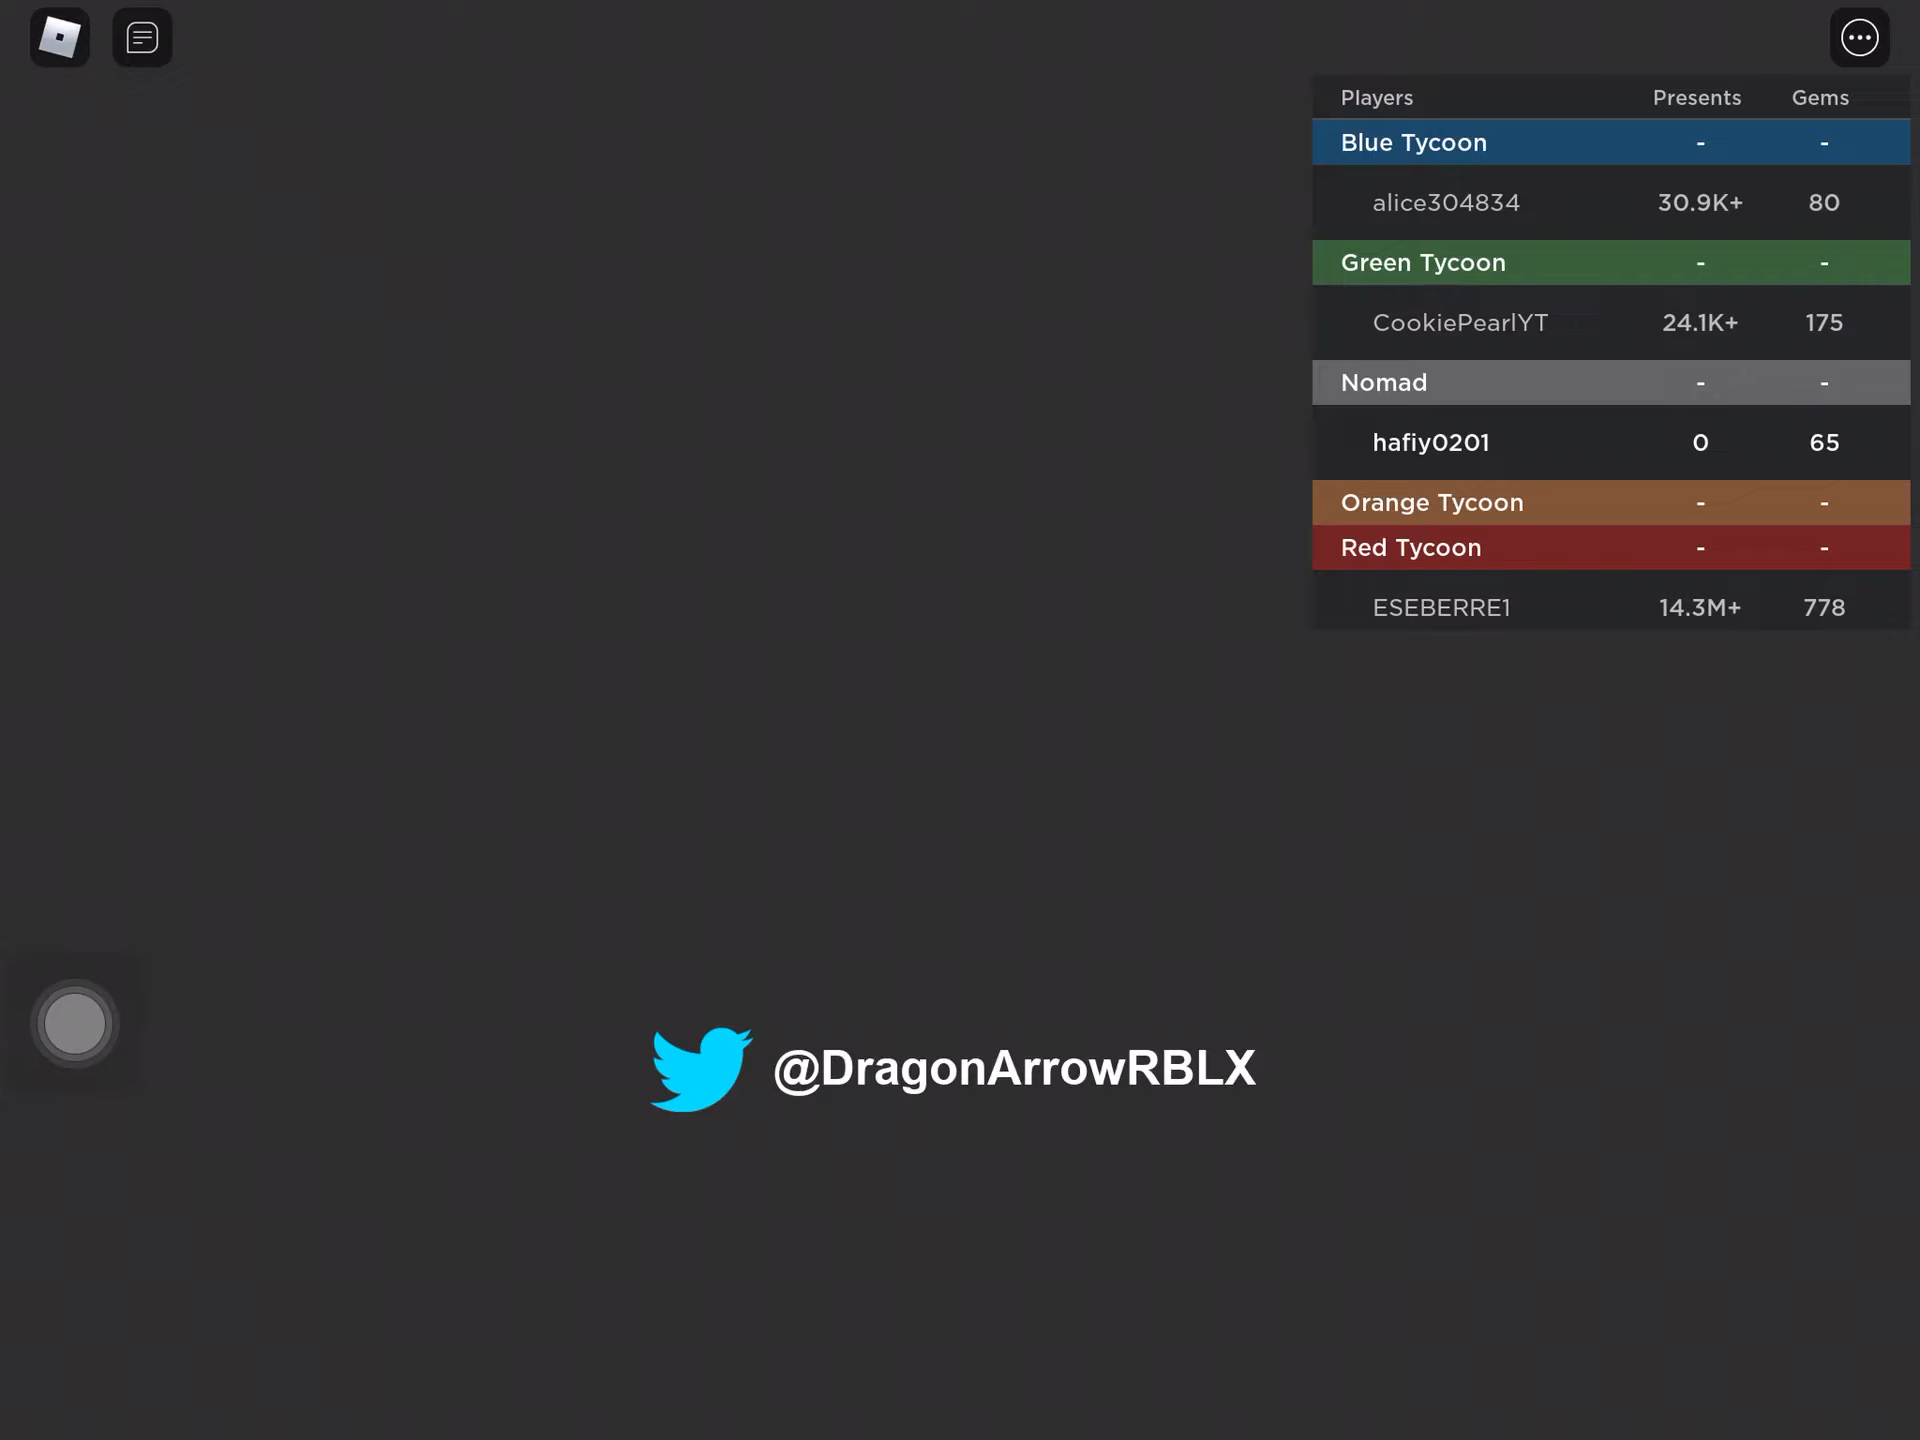 Players Presents Gems
Blue Tycoon - -
alice304834 30.9K+ 80
Green Tycoon - -
CookiePearlYT 24.1K+ 175
Nomad - -
hafiy0201 0 65
Orange Tycoon - -
Red Tycoon - -
ESEBERRE1 14.3M+ 778
@DragonArrowRBLX